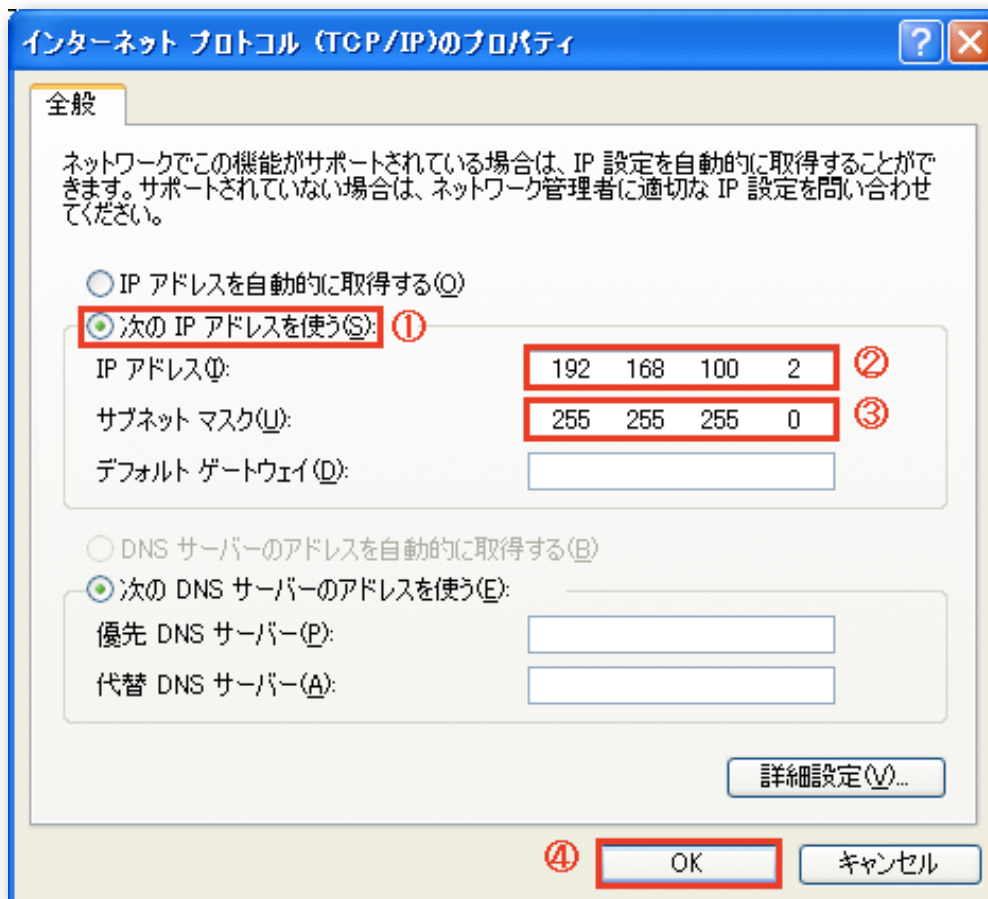 インターネット プロトコル (TCP/IP)のプロパティ
全般
ネットワークでこの機能がサポートされている場合は、IP 設定を自動的に取得することがで
きます。サポートされていない場合は、ネットワーク管理者に適切な IP 設定を問い合わせ
てください。
IP アドレスを自動的に取得する(O)
次の IP アドレスを使う(S): ①
IP アドレス(I): 192 168 100 2 ②
サブネット マスク(U): 255 255 255 0 ③
デフォルト ゲートウェイ(D):
DNS サーバーのアドレスを自動的に取得する(B)
次の DNS サーバーのアドレスを使う(E):
優先 DNS サーバー(P):
代替 DNS サーバー(A):
詳細設定(V)...
④ OK キャンセル